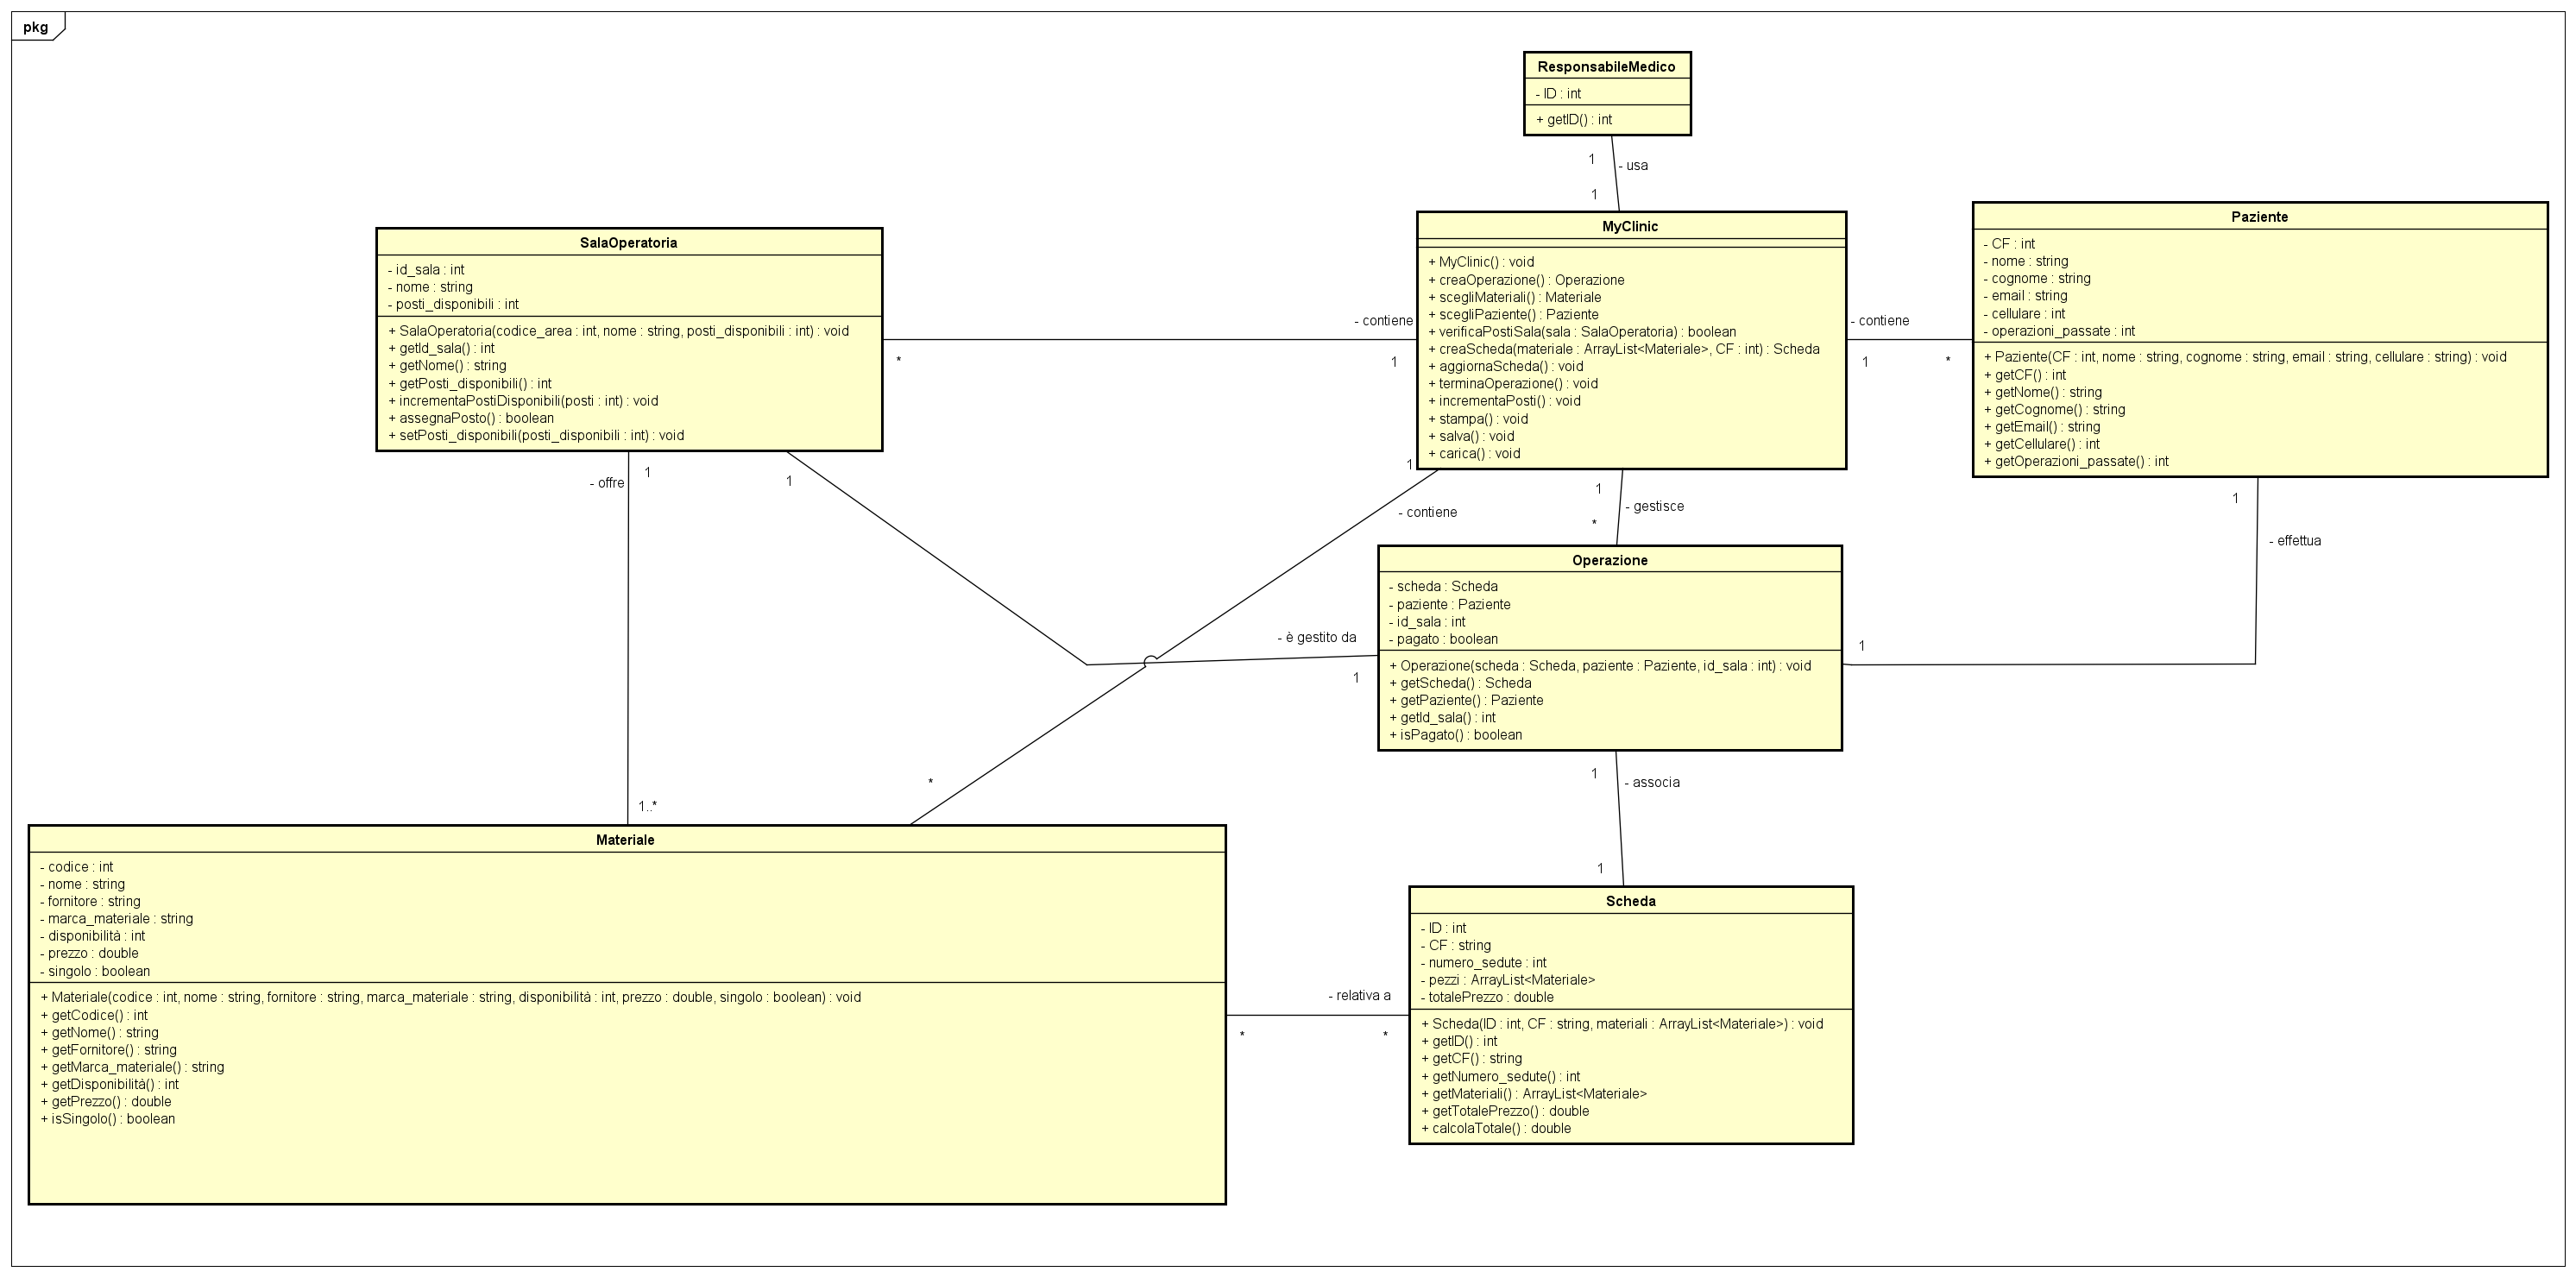 pkg
ResponsabileMedico
- ID : int
+ getID() : int
1
- usa
1
SalaOperatoria
- id_sala : int
- nome : string
- posti_disponibili : int
+ SalaOperatoria(codice_area : int, nome : string, posti_disponibili : int) : void
+ getId_sala() : int
+ getNome() : string
+ getPosti_disponibili() : int
+ incrementaPostiDisponibili(posti : int) : void
+ assegnaPosto() : boolean
+ setPosti_disponibili(posti_disponibili : int) : void
- contiene
*
1
MyClinic
+ MyClinic() : void
+ creaOperazione() : Operazione
+ scegliMateriali() : Materiale
+ scegliPaziente() : Paziente
+ verificaPostiSala(sala : SalaOperatoria) : boolean
+ creaScheda(materiale : ArrayList<Materiale>, CF : int) : Scheda
+ aggiornaScheda() : void
+ terminaOperazione() : void
+ incrementaPosti() : void
+ stampa() : void
+ salva() : void
+ carica() : void
- contiene
1
*
Paziente
- CF : int
- nome : string
- cognome : string
- email : string
- cellulare : int
- operazioni_passate : int
+ Paziente(CF : int, nome : string, cognome : string, email : string, cellulare : string) : void
+ getCF() : int
+ getNome() : string
+ getCognome() : string
+ getEmail() : string
+ getCellulare() : int
+ getOperazioni_passate() : int
1
- offre
1
1
- contiene
1
- gestisce
*
1
- effettua
Operazione
- scheda : Scheda
- paziente : Paziente
- id_sala : int
- pagato : boolean
+ Operazione(scheda : Scheda, paziente : Paziente, id_sala : int) : void
+ getScheda() : Scheda
+ getPaziente() : Paziente
+ getId_sala() : int
+ isPagato() : boolean
- è gestito da
1
1
*
1..*
1
- associa
1
Materiale
- codice : int
- nome : string
- fornitore : string
- marca_materiale : string
- disponibilità : int
- prezzo : double
- singolo : boolean
+ Materiale(codice : int, nome : string, fornitore : string, marca_materiale : string, disponibilità : int, prezzo : double, singolo : boolean) : void
+ getCodice() : int
+ getNome() : string
+ getFornitore() : string
+ getMarca_materiale() : string
+ getDisponibilità() : int
+ getPrezzo() : double
+ isSingolo() : boolean
- relativa a
*
*
Scheda
- ID : int
- CF : string
- numero_sedute : int
- pezzi : ArrayList<Materiale>
- totalePrezzo : double
+ Scheda(ID : int, CF : string, materiali : ArrayList<Materiale>) : void
+ getID() : int
+ getCF() : string
+ getNumero_sedute() : int
+ getMateriali() : ArrayList<Materiale>
+ getTotalePrezzo() : double
+ calcolaTotale() : double